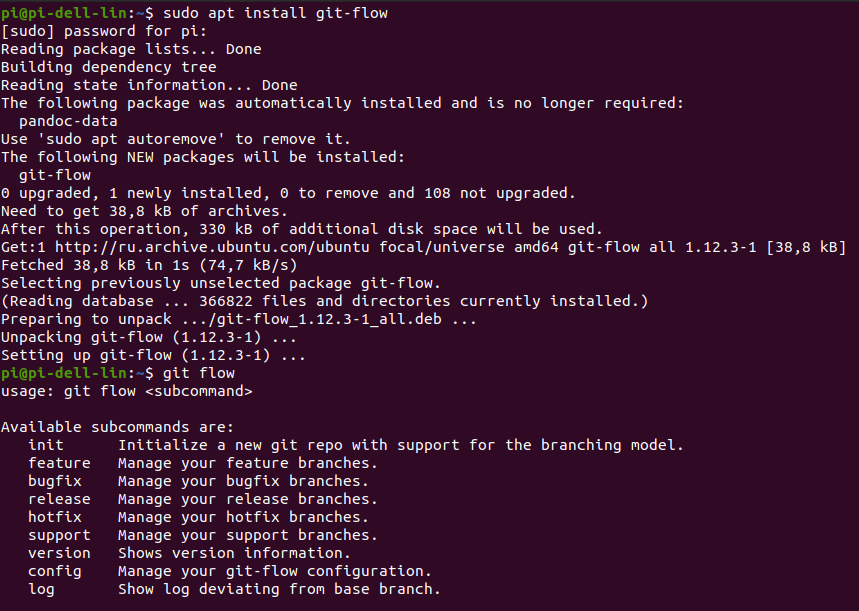 pi@pi-dell-lin:~$ sudo apt install git-flow
[sudo] password for pi:
Reading package lists... Done
Building dependency tree
Reading state information... Done
The following package was automatically installed and is no longer required:
  pandoc-data
Use 'sudo apt autoremove' to remove it.
The following NEW packages will be installed:
  git-flow
0 upgraded, 1 newly installed, 0 to remove and 108 not upgraded.
Need to get 38,8 kB of archives.
After this operation, 330 kB of additional disk space will be used.
Get:1 http://ru.archive.ubuntu.com/ubuntu focal/universe amd64 git-flow all 1.12.3-1 [38,8 kB]
Fetched 38,8 kB in 1s (74,7 kB/s)
Selecting previously unselected package git-flow.
(Reading database ... 366822 files and directories currently installed.)
Preparing to unpack .../git-flow_1.12.3-1_all.deb ...
Unpacking git-flow (1.12.3-1) ...
Setting up git-flow (1.12.3-1) ...
pi@pi-dell-lin:~$ git flow
usage: git flow <subcommand>

Available subcommands are:
   init      Initialize a new git repo with support for the branching model.
   feature   Manage your feature branches.
   bugfix    Manage your bugfix branches.
   release   Manage your release branches.
   hotfix    Manage your hotfix branches.
   support   Manage your support branches.
   version   Shows version information.
   config    Manage your git-flow configuration.
   log       Show log deviating from base branch.